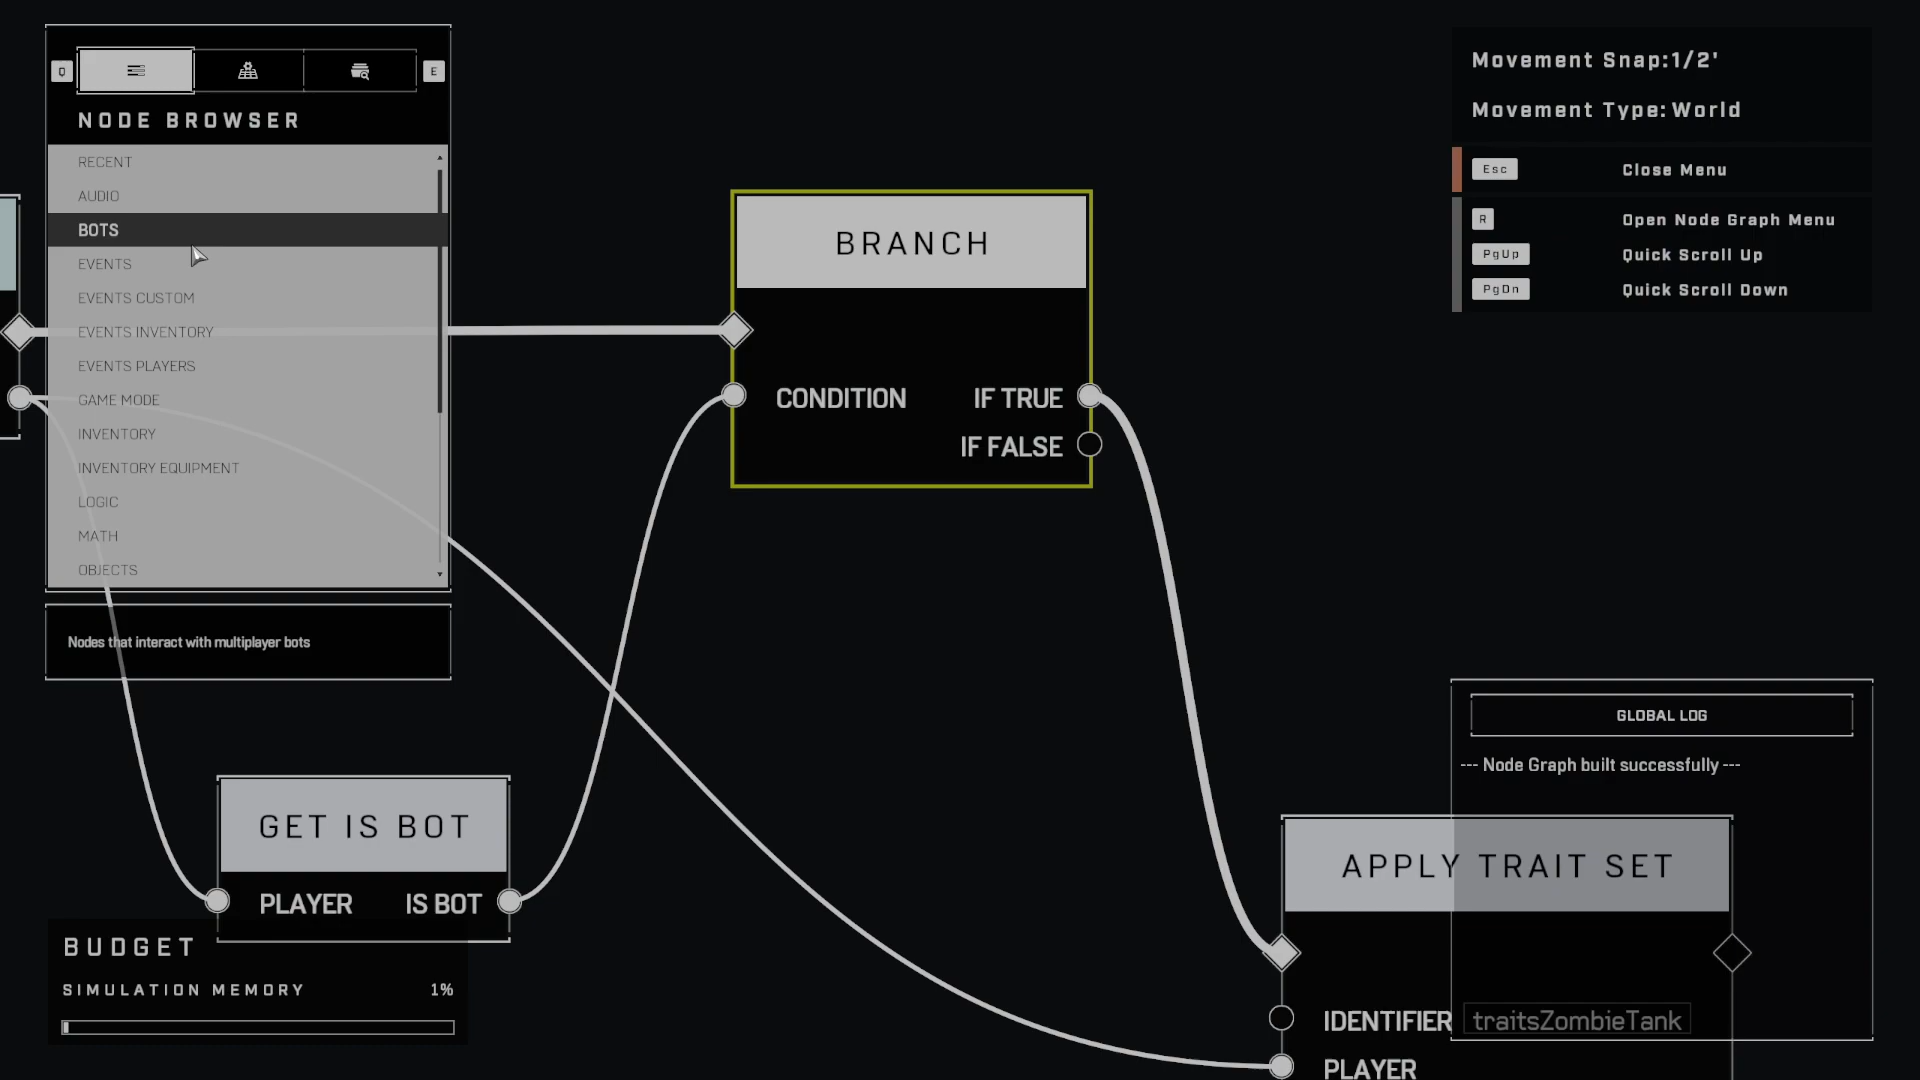 Q
E
NODE BROWSER
RECENT
AUDIO
BOTS
EVENTS
EVENTS CUSTOM
EVENTS INVENTORY
EVENTS PLAYERS
GAME MODE
INVENTORY
INVENTORY EQUIPMENT
LOGIC
MATH
OBJECTS
Nodes that interact with multiplayer bots
BRANCH
CONDITION IF TRUE
IF FALSE
Movement Snap:1/2'
Movement Type:World
Esc Close Menu
R Open Node Graph Menu
PgUp Quick Scroll Up
PgDn Quick Scroll Down
GET IS BOT
PLAYER IS BOT
BUDGET
SIMULATION MEMORY 1%
GLOBAL LOG
--- Node Graph built successfully ---
APPLY TRAIT SET
IDENTIFIER traitsZombieTank
PLAYER